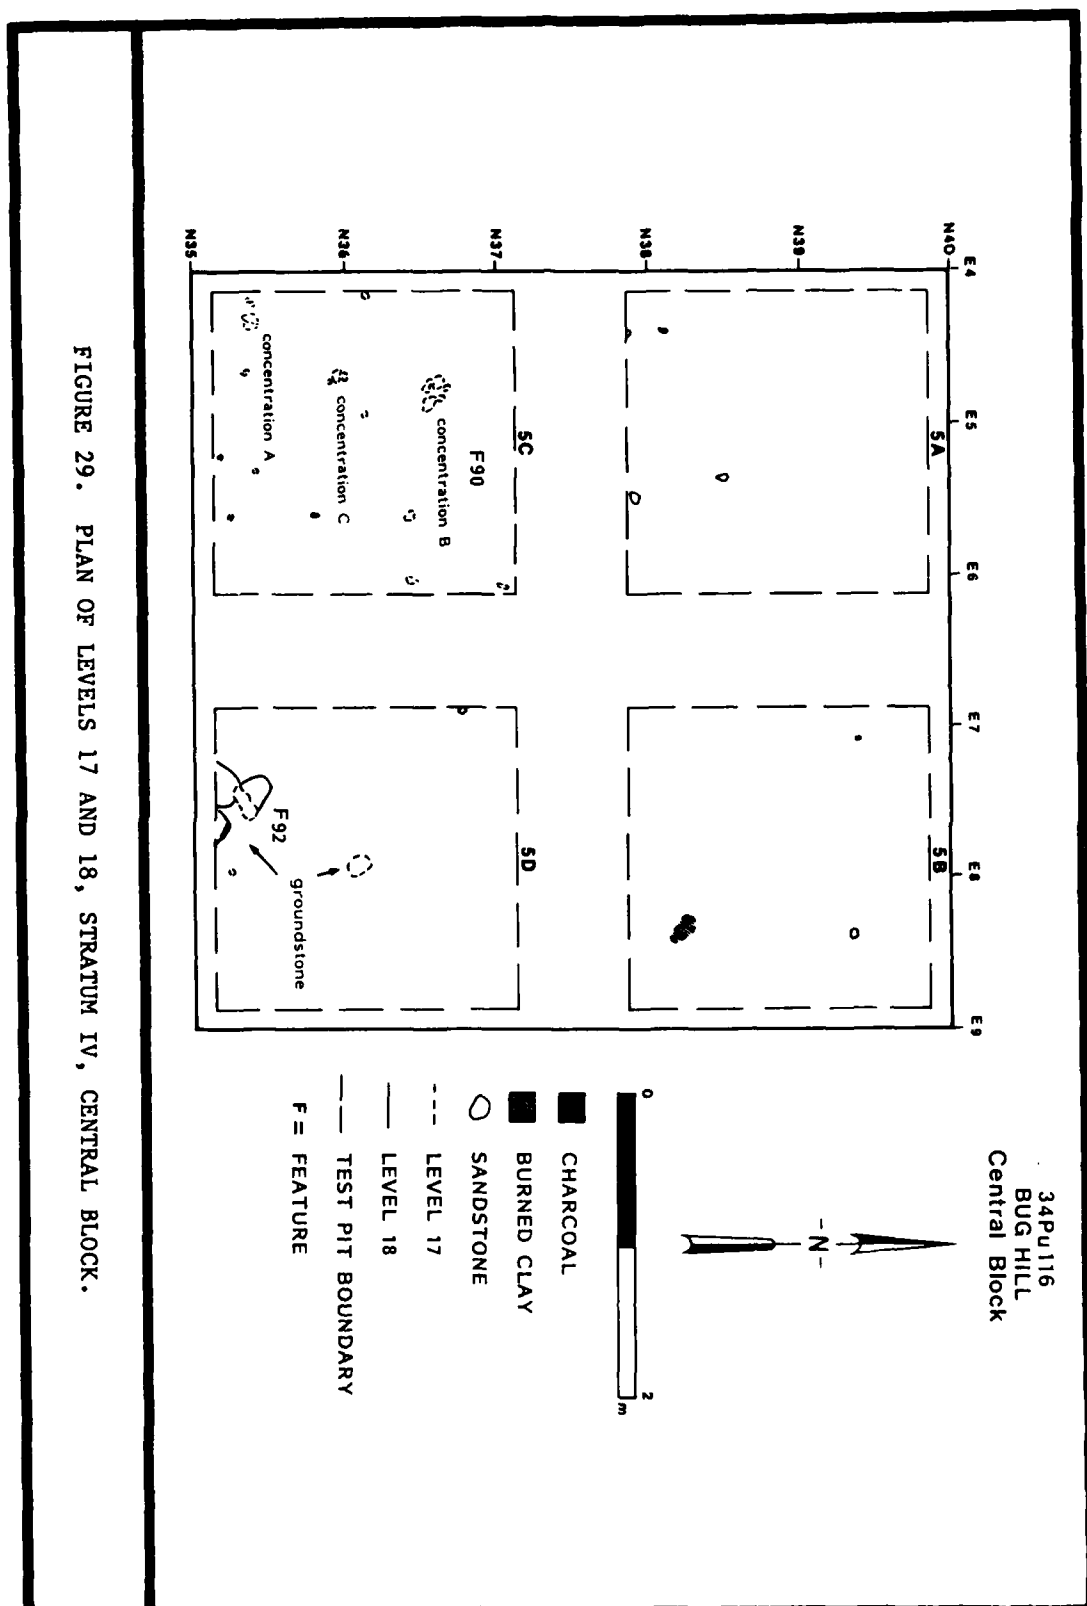 34Pu116
BUG HILL
Central Block
E4
E5
E6
E7
E8
E9
N40
N39
N38
N37
N36
N35
5A
5B
5C
5D
F90
concentration B
concentration C
concentration A
F92
groundstone
-N-
0
2
m
CHARCOAL
BURNED CLAY
SANDSTONE
LEVEL 17
LEVEL 18
TEST PIT BOUNDARY
F = FEATURE
FIGURE 29. PLAN OF LEVELS 17 AND 18, STRATUM IV, CENTRAL BLOCK.